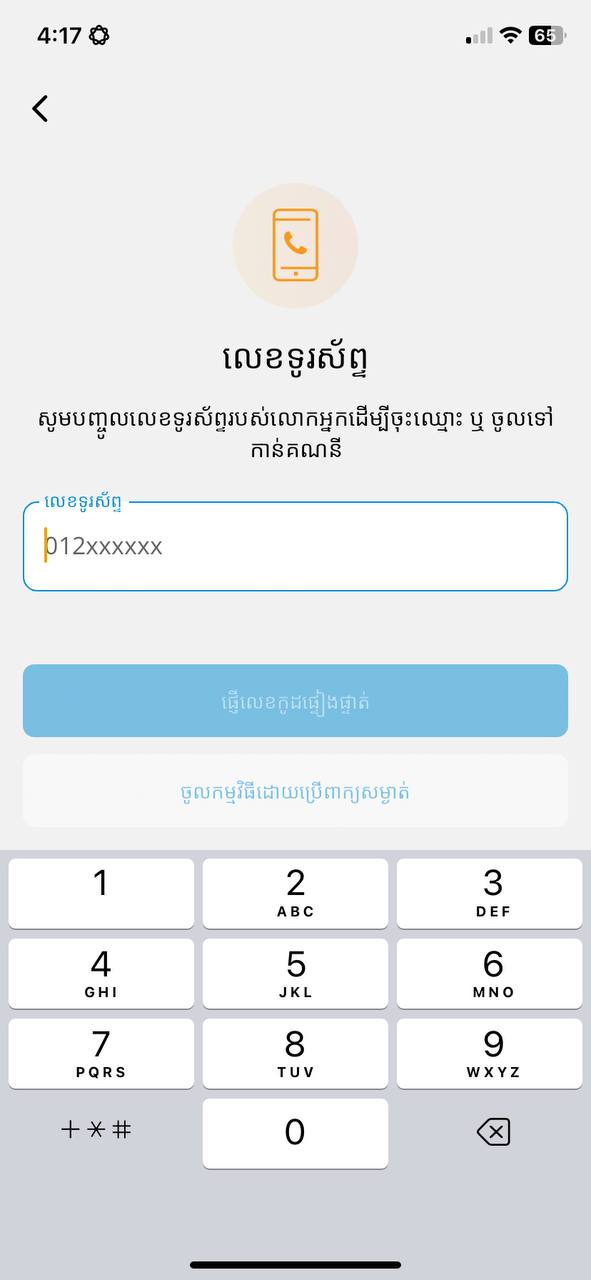 4:17
65
លេខទូរស័ព្ទ
សូមបញ្ចូលលេខទូរស័ព្ទរបស់លោកអ្នកដើម្បីចុះឈ្មោះ ឬ ចូលទៅ
កាន់គណនី
លេខទូរស័ព្ទ
012xxxxxx
ផ្ញើលេខកូដផ្ទៀងផ្ទាត់
ចូលកម្មវិធីដោយប្រើពាក្យសម្ងាត់
1 2 3
ABC DEF
4 5 6
GHI JKL MNO
7 8 9
PQRS TUV WXYZ
+*# 0